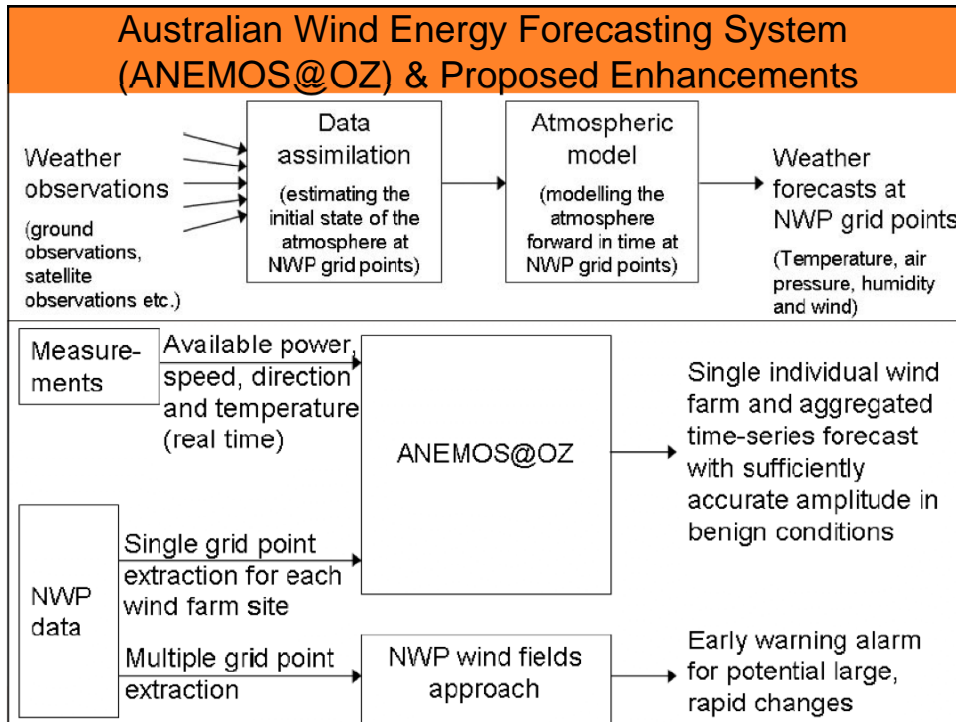 Australian Wind Energy Forecasting System
(ANEMOS@OZ) & Proposed Enhancements
Weather
observations
(ground
observations,
satellite
observations etc.)
Data
assimilation
(estimating the
initial state of the
atmosphere at
NWP grid points)
Atmospheric
model
(modelling the
atmosphere
forward in time at
NWP grid points)
Weather
forecasts at
NWP grid points
(Temperature, air
pressure, humidity
and wind)
Measure-
ments
Available power,
speed, direction
and temperature
(real time)
ANEMOS@OZ
Single individual wind
farm and aggregated
time-series forecast
with sufficiently
accurate amplitude in
benign conditions
NWP
data
Single grid point
extraction for each
wind farm site
Multiple grid point
extraction
NWP wind fields
approach
Early warning alarm
for potential large,
rapid changes